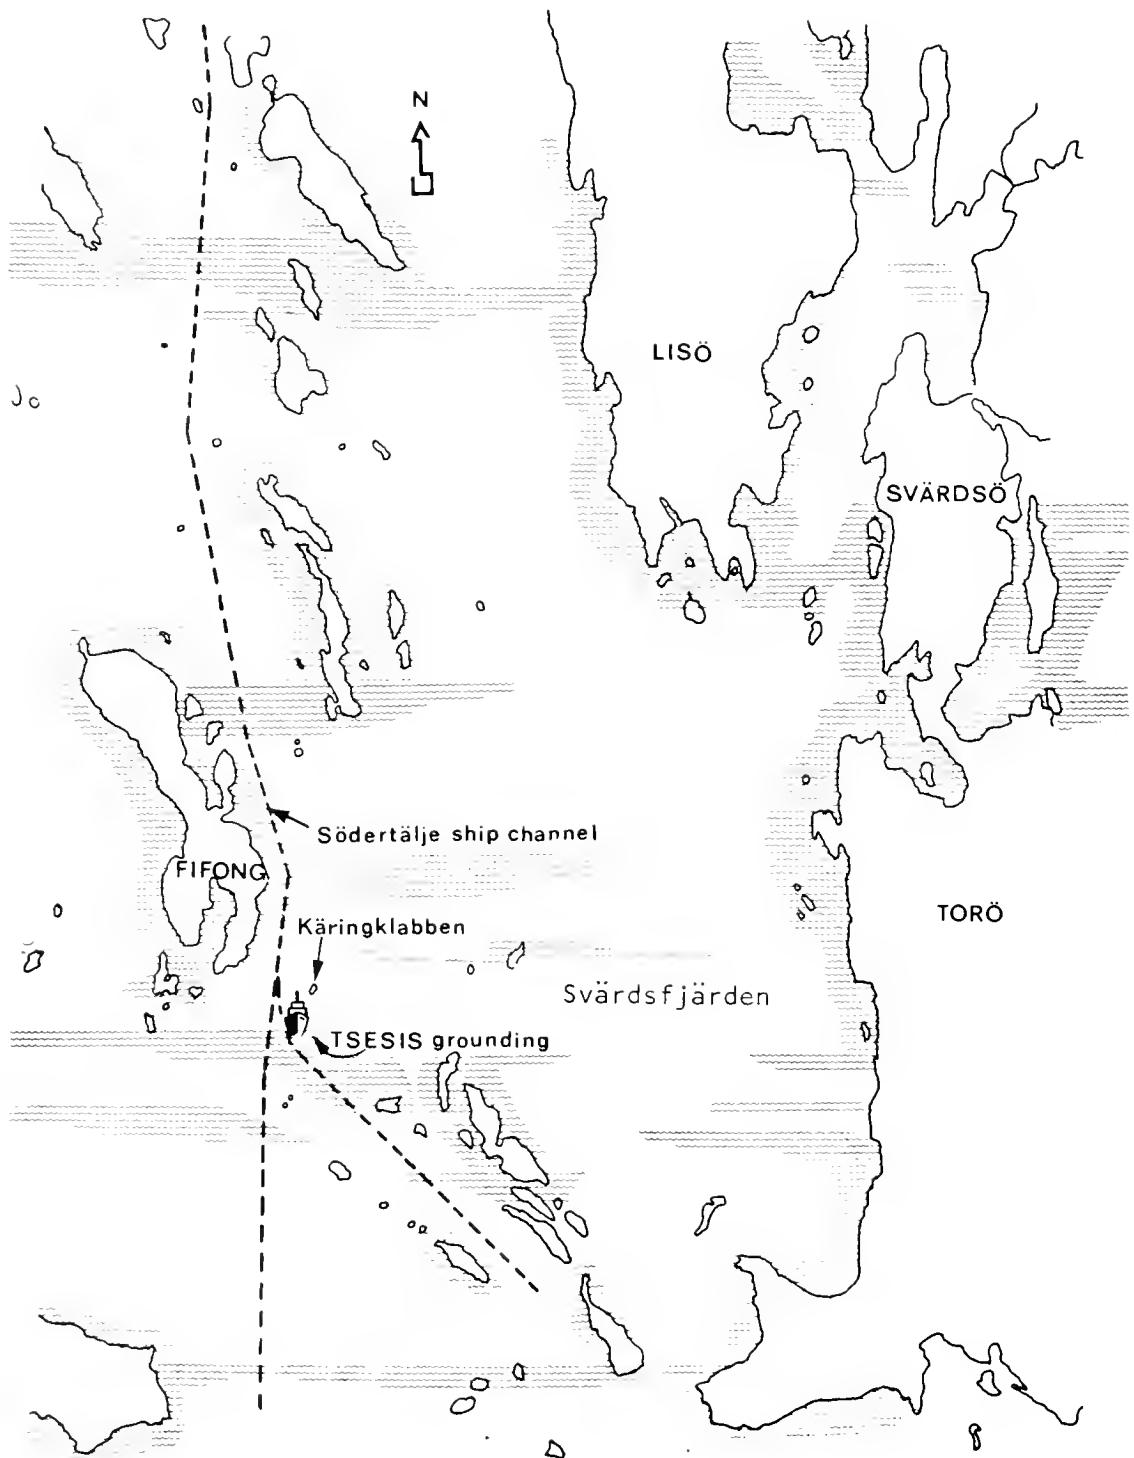 N
LISÖ
SVÄRDSÖ
Södertälje ship channel
FIFONG
TORÖ
Käringklabben
Svärdsfjärden
TSESIS grounding